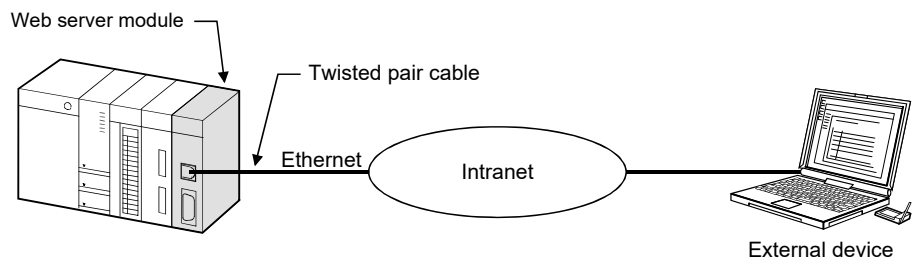 Web server module
Twisted pair cable
Ethernet
Intranet
External device